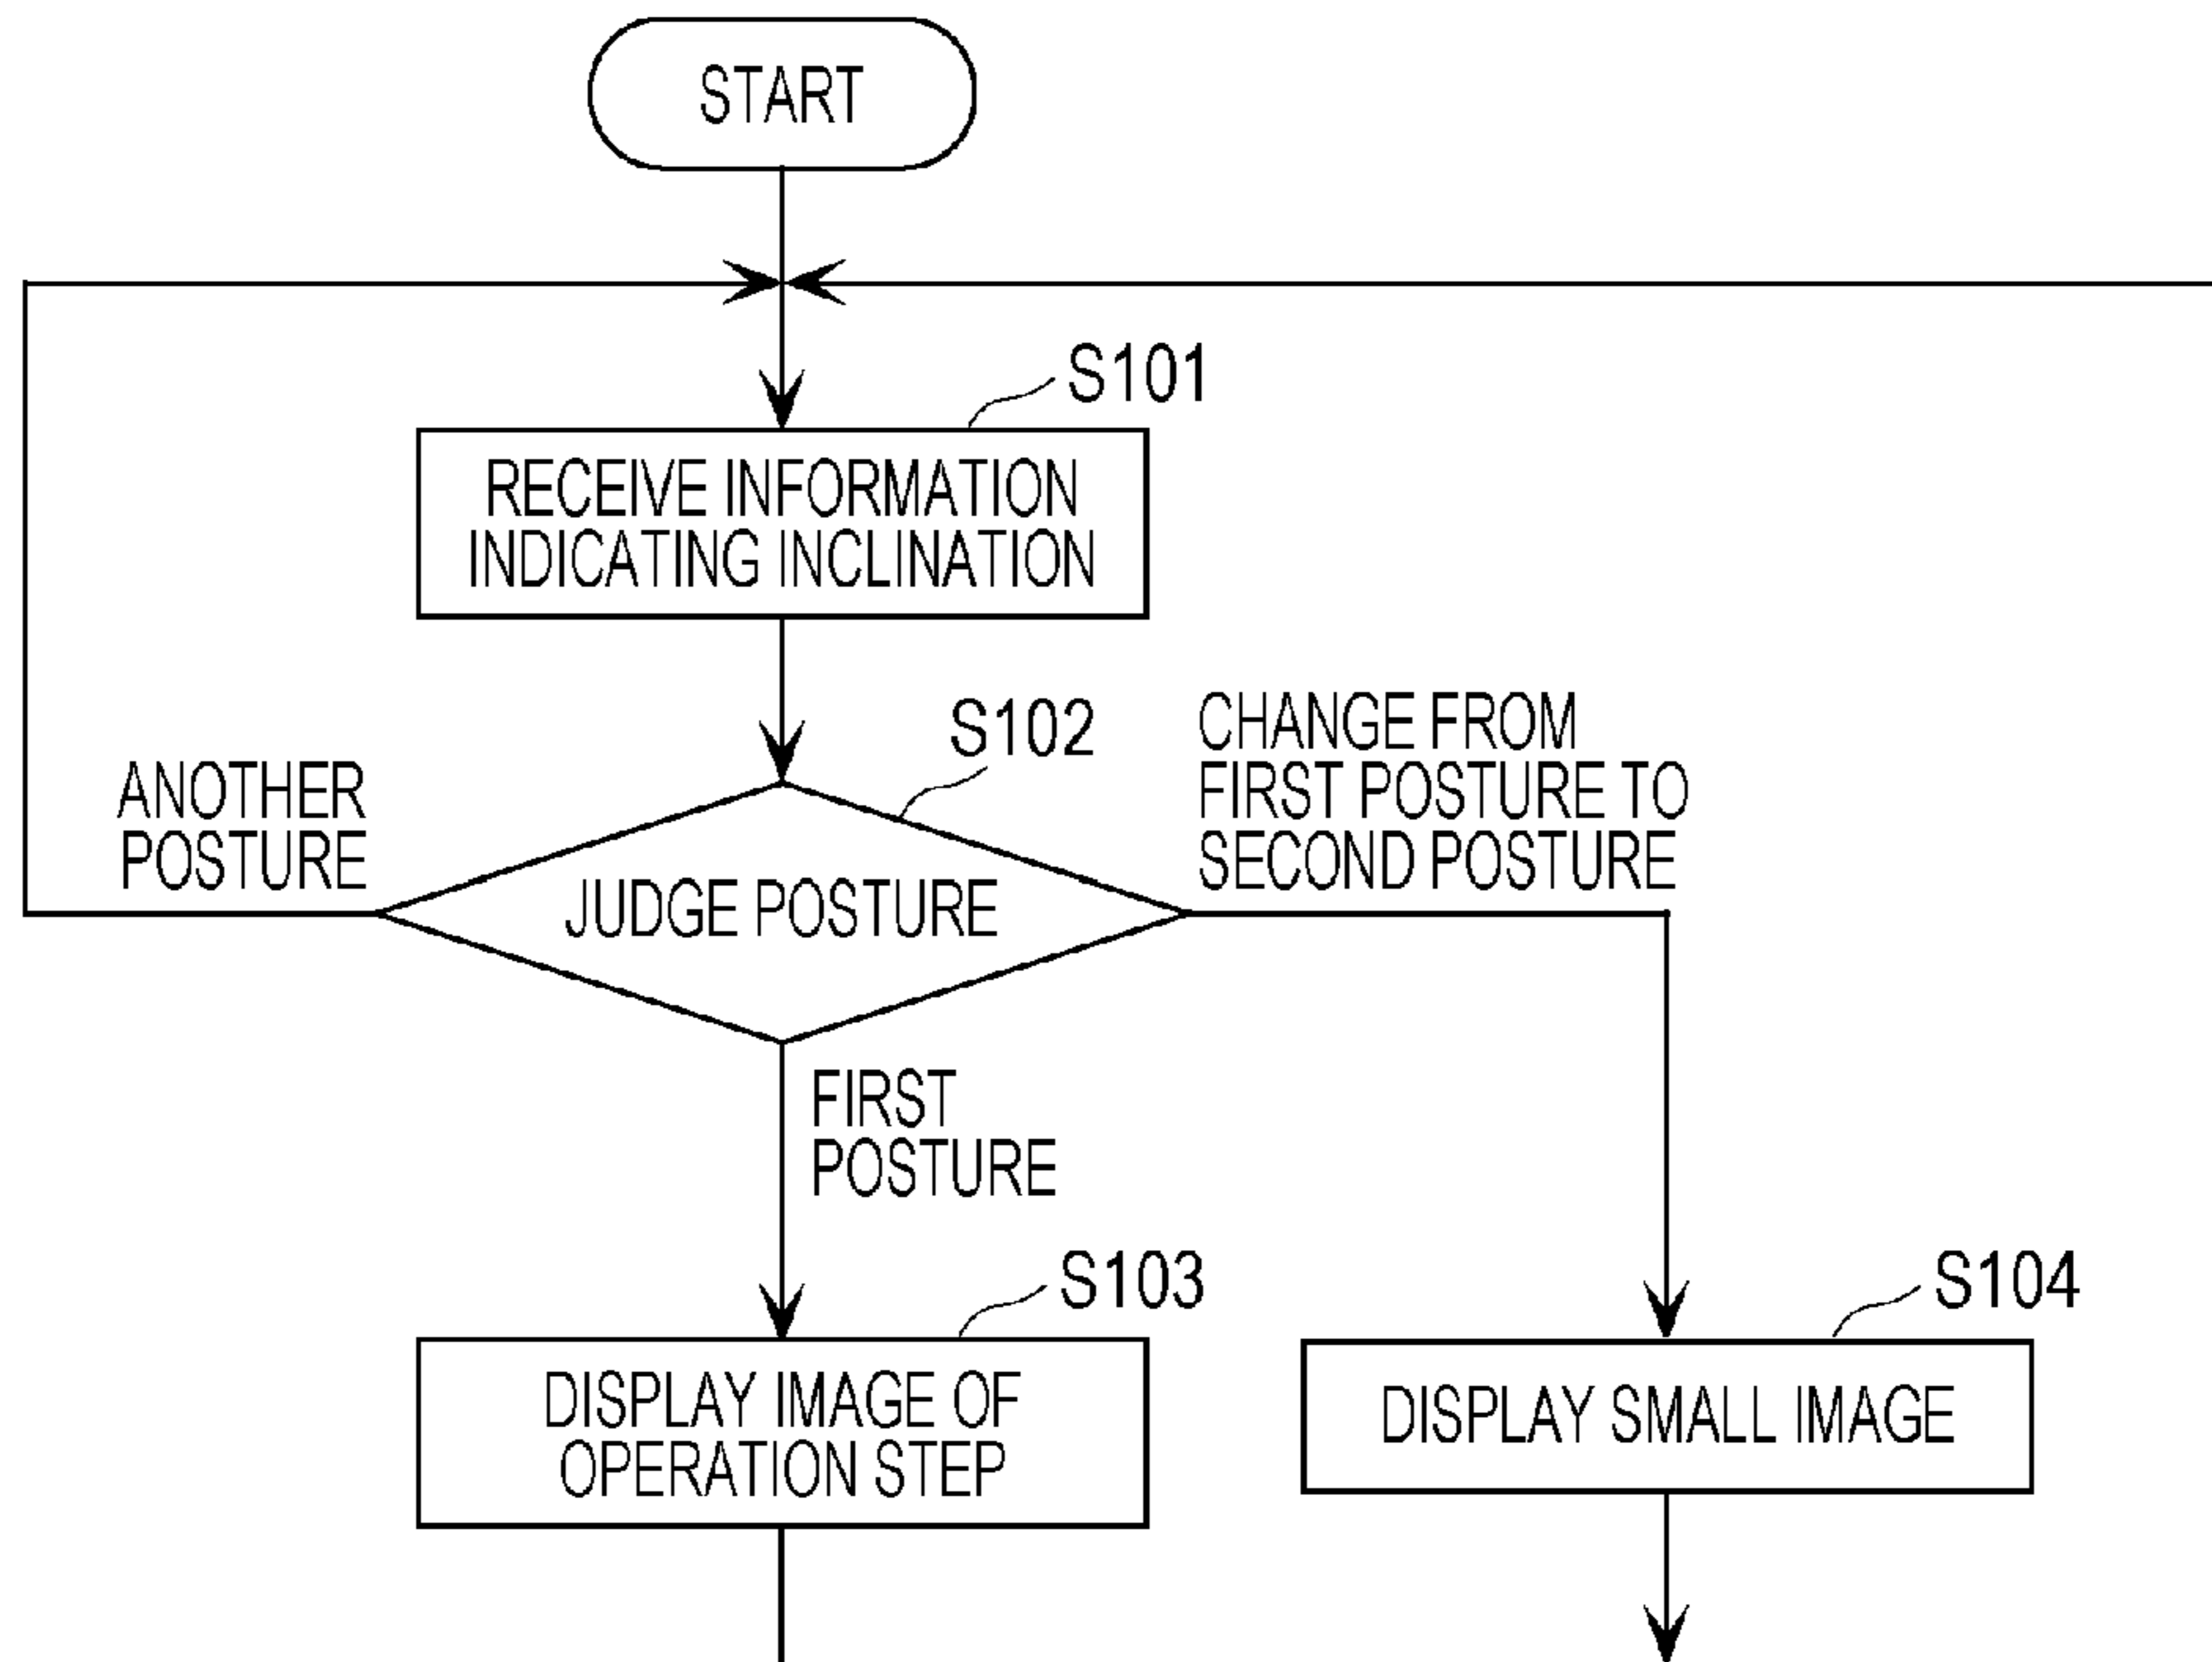 START
S101
RECEIVE INFORMATION
INDICATING INCLINATION
S102
ANOTHER
POSTURE
JUDGE POSTURE
CHANGE FROM
FIRST POSTURE TO
SECOND POSTURE
FIRST
POSTURE
S103
DISPLAY IMAGE OF
OPERATION STEP
S104
DISPLAY SMALL IMAGE